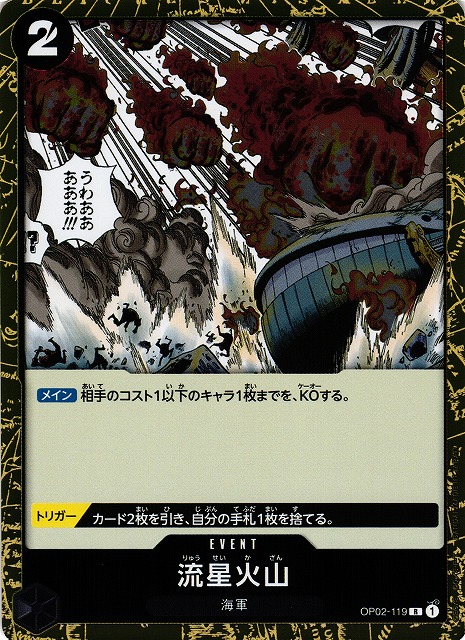 2
うわああ
あああ!!!
?
メイン 相手のコスト1以下のキャラ1枚までを、KOする。
トリガー カード2枚を引き、自分の手札1枚を捨てる。
EVENT
流星火山
海軍
OP02-119 R 1